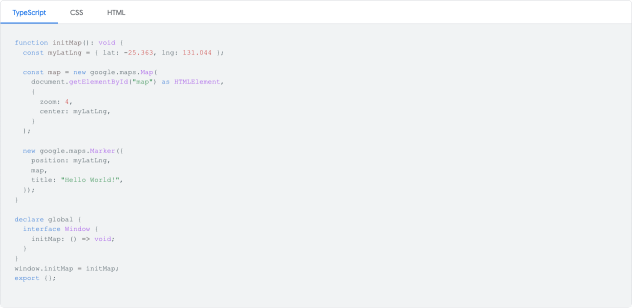 TypeScript CSS HTML
function initMap(): void {
  const myLatLng = { lat: -25.363, lng: 131.044 };

  const map = new google.maps.Map(
    document.getElementById("map") as HTMLElement,
    {
      zoom: 4,
      center: myLatLng,
    }
  );

  new google.maps.Marker({
    position: myLatLng,
    map,
    title: "Hello World!",
  });
}

declare global {
  interface Window {
    initMap: () => void;
  }
}
window.initMap = initMap;
export {};